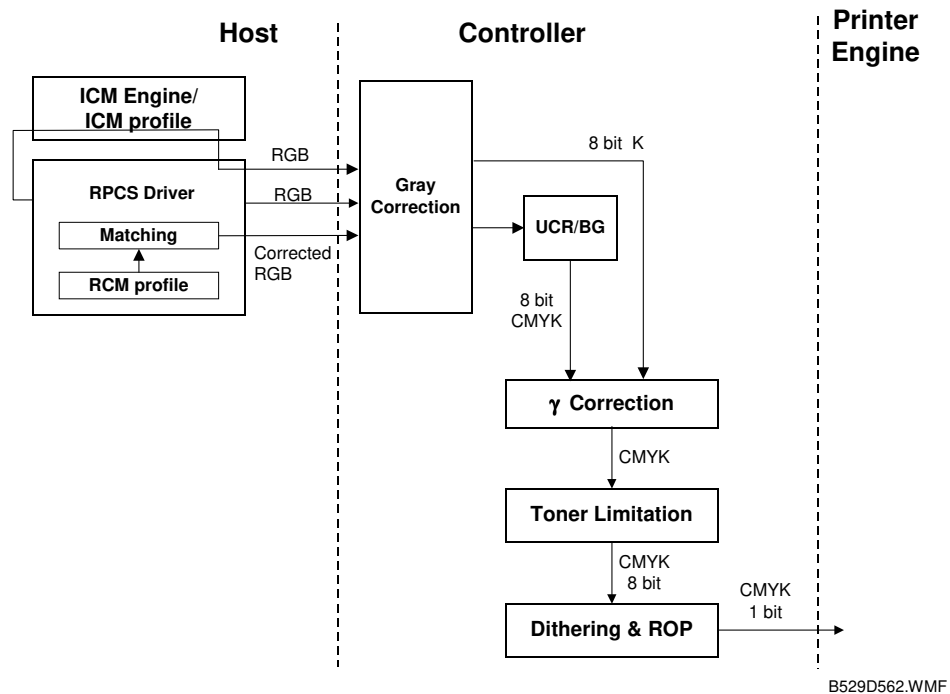 Host
Controller
Printer
Engine
ICM Engine/
ICM profile
RPCS Driver
Matching
RCM profile
RGB
RGB
Corrected
RGB
Gray
Correction
8 bit K
UCR/BG
8 bit
CMYK
γ Correction
CMYK
Toner Limitation
CMYK
8 bit
Dithering & ROP
CMYK
1 bit
B529D562.WMF